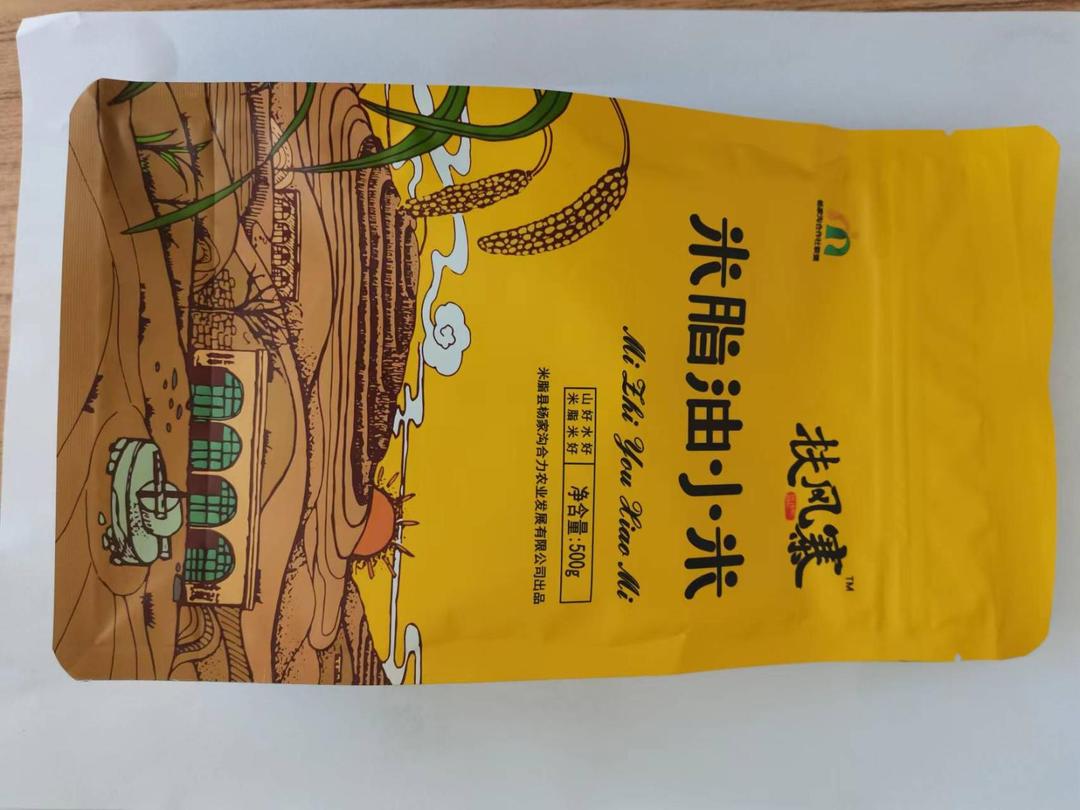 扶风寨 TM
米脂油小米
Mi Zhi You Xiao Mi
山好水好
米脂米好
净含量:500g
米脂县杨家沟合力农业发展有限公司出品